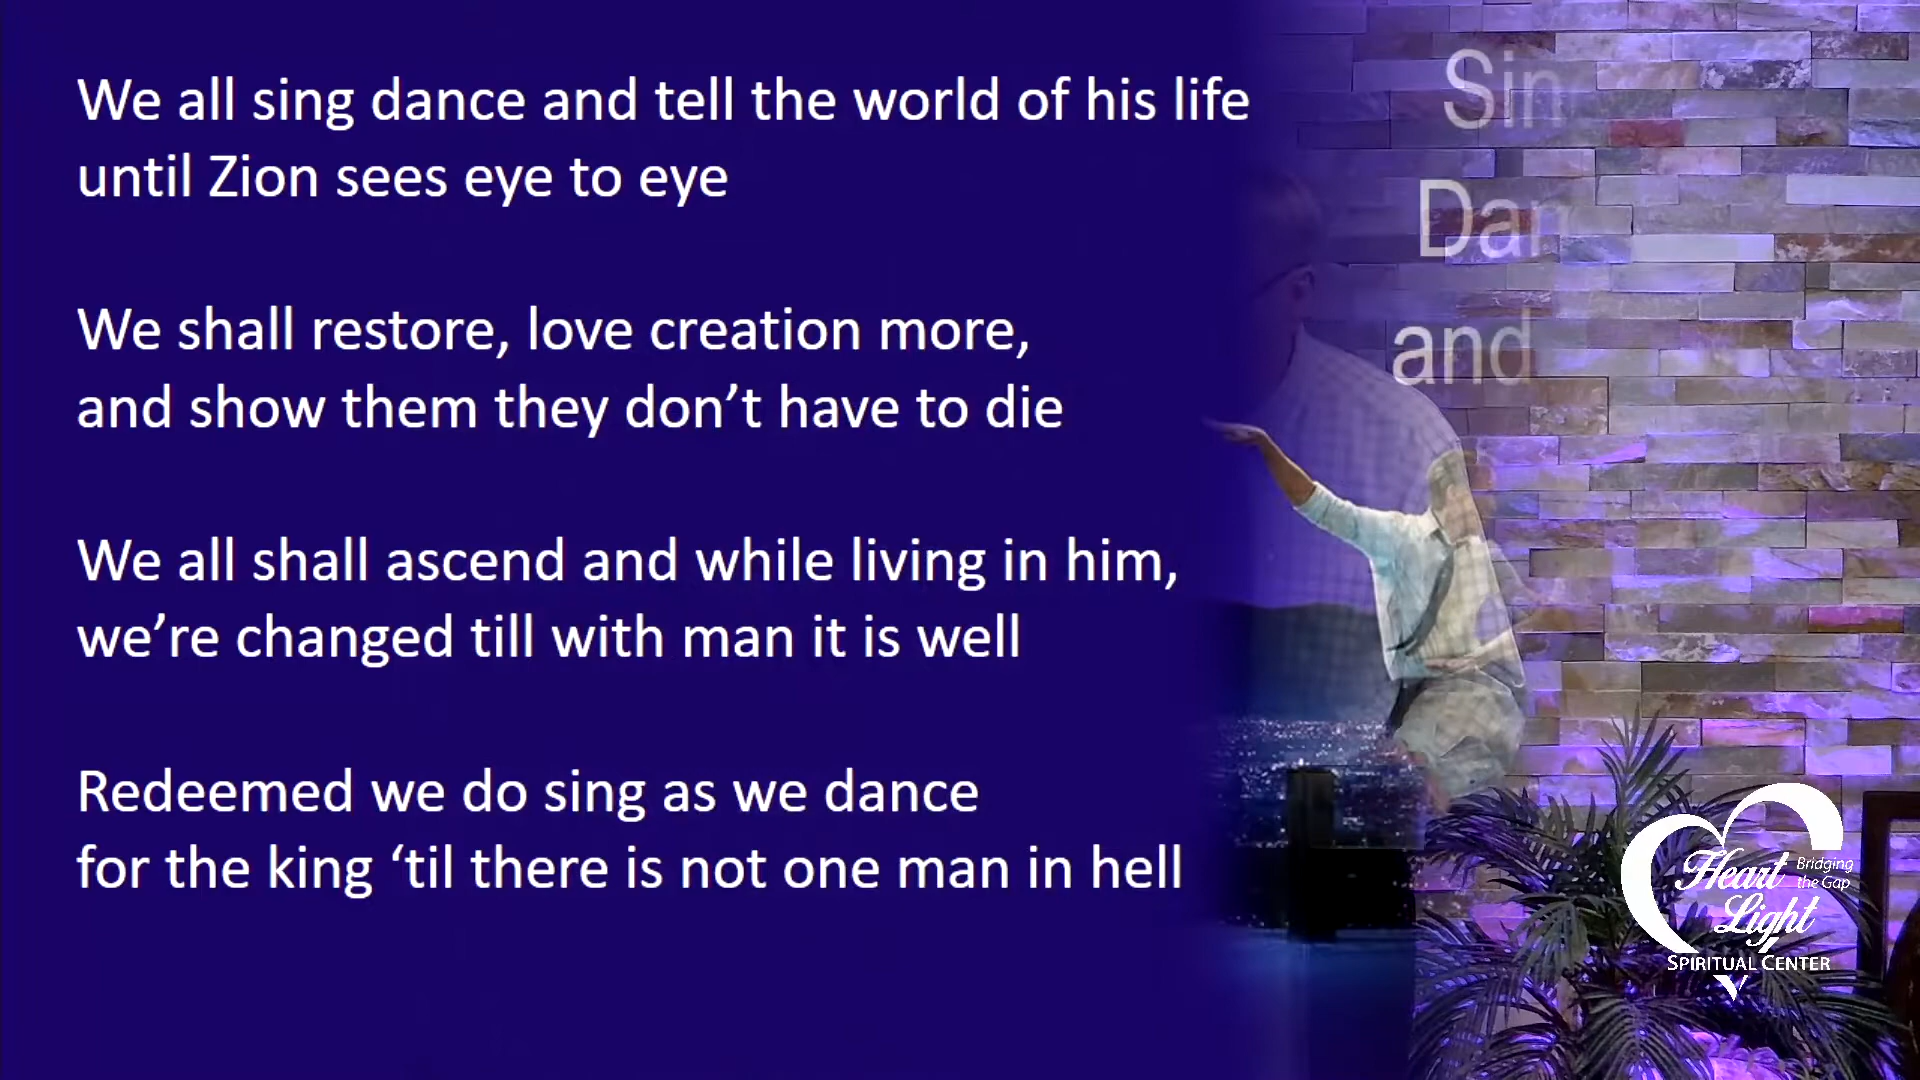 We all sing dance and tell the world of his life
until Zion sees eye to eye
We shall restore, love creation more,
and show them they don’t have to die
We all shall ascend and while living in him,
we’re changed till with man it is well
Redeemed we do sing as we dance
for the king ‘til there is not one man in hell
Sin
Dan
and
Heart
Light
Bridging
the Gap
SPIRITUAL CENTER